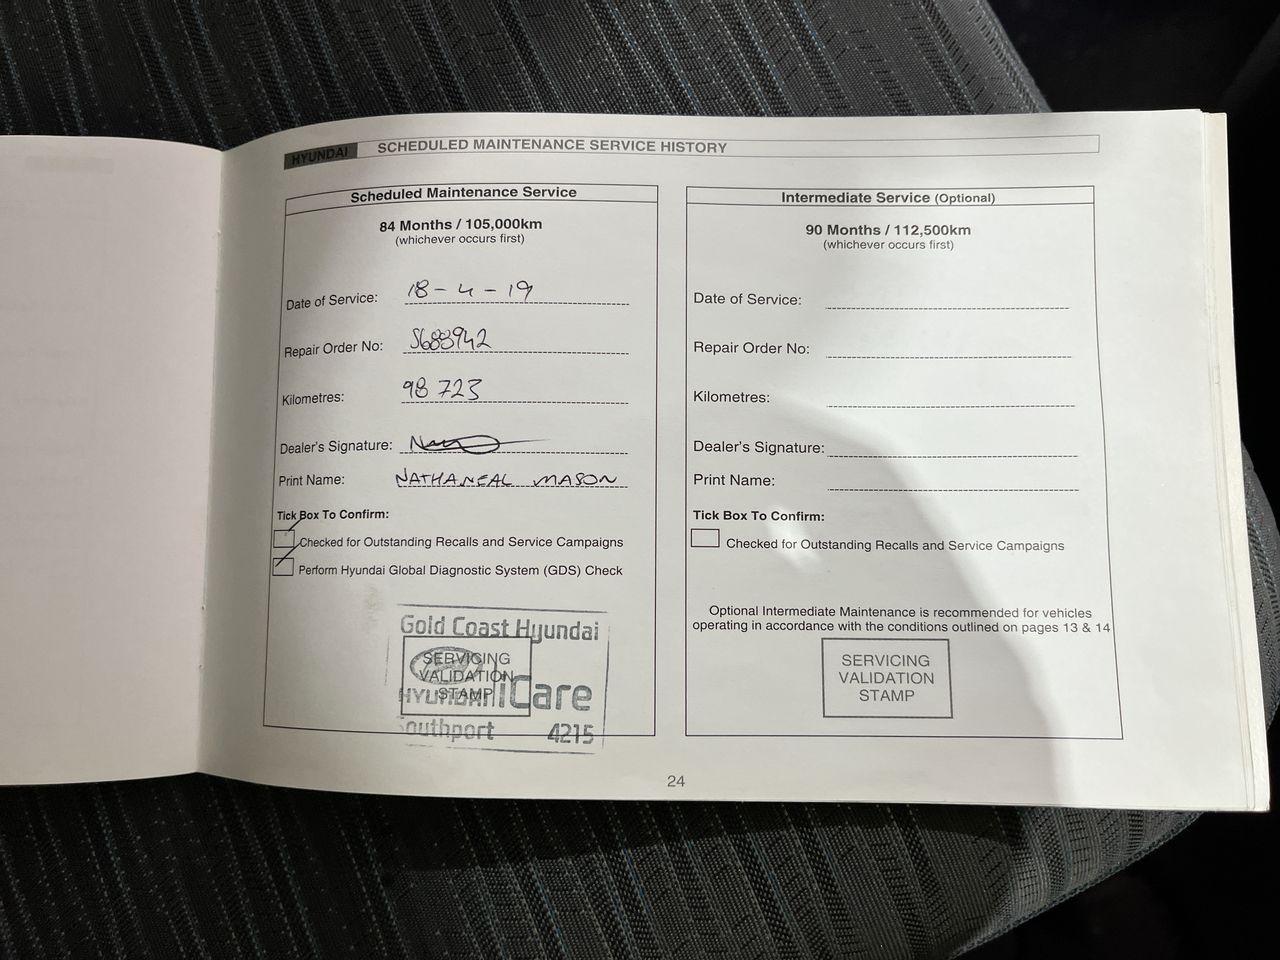 HYUNDAI SCHEDULED MAINTENANCE SERVICE HISTORY
Scheduled Maintenance Service
84 Months / 105,000km
(whichever occurs first)
Date of Service: 18-4-19
Repair Order No: S688942
Kilometres: 98 723
Dealer's Signature:
Print Name: NATHANEAL MASON
Tick Box To Confirm:
Checked for Outstanding Recalls and Service Campaigns
Perform Hyundai Global Diagnostic System (GDS) Check
Gold Coast Hyundai
SERVICING
VALIDATION
STAMP
HYUNDAI iCare
Southport 4215
Intermediate Service (Optional)
90 Months / 112,500km
(whichever occurs first)
Date of Service:
Repair Order No:
Kilometres:
Dealer's Signature:
Print Name:
Tick Box To Confirm:
Checked for Outstanding Recalls and Service Campaigns
Optional Intermediate Maintenance is recommended for vehicles
operating in accordance with the conditions outlined on pages 13 & 14
SERVICING
VALIDATION
STAMP
24